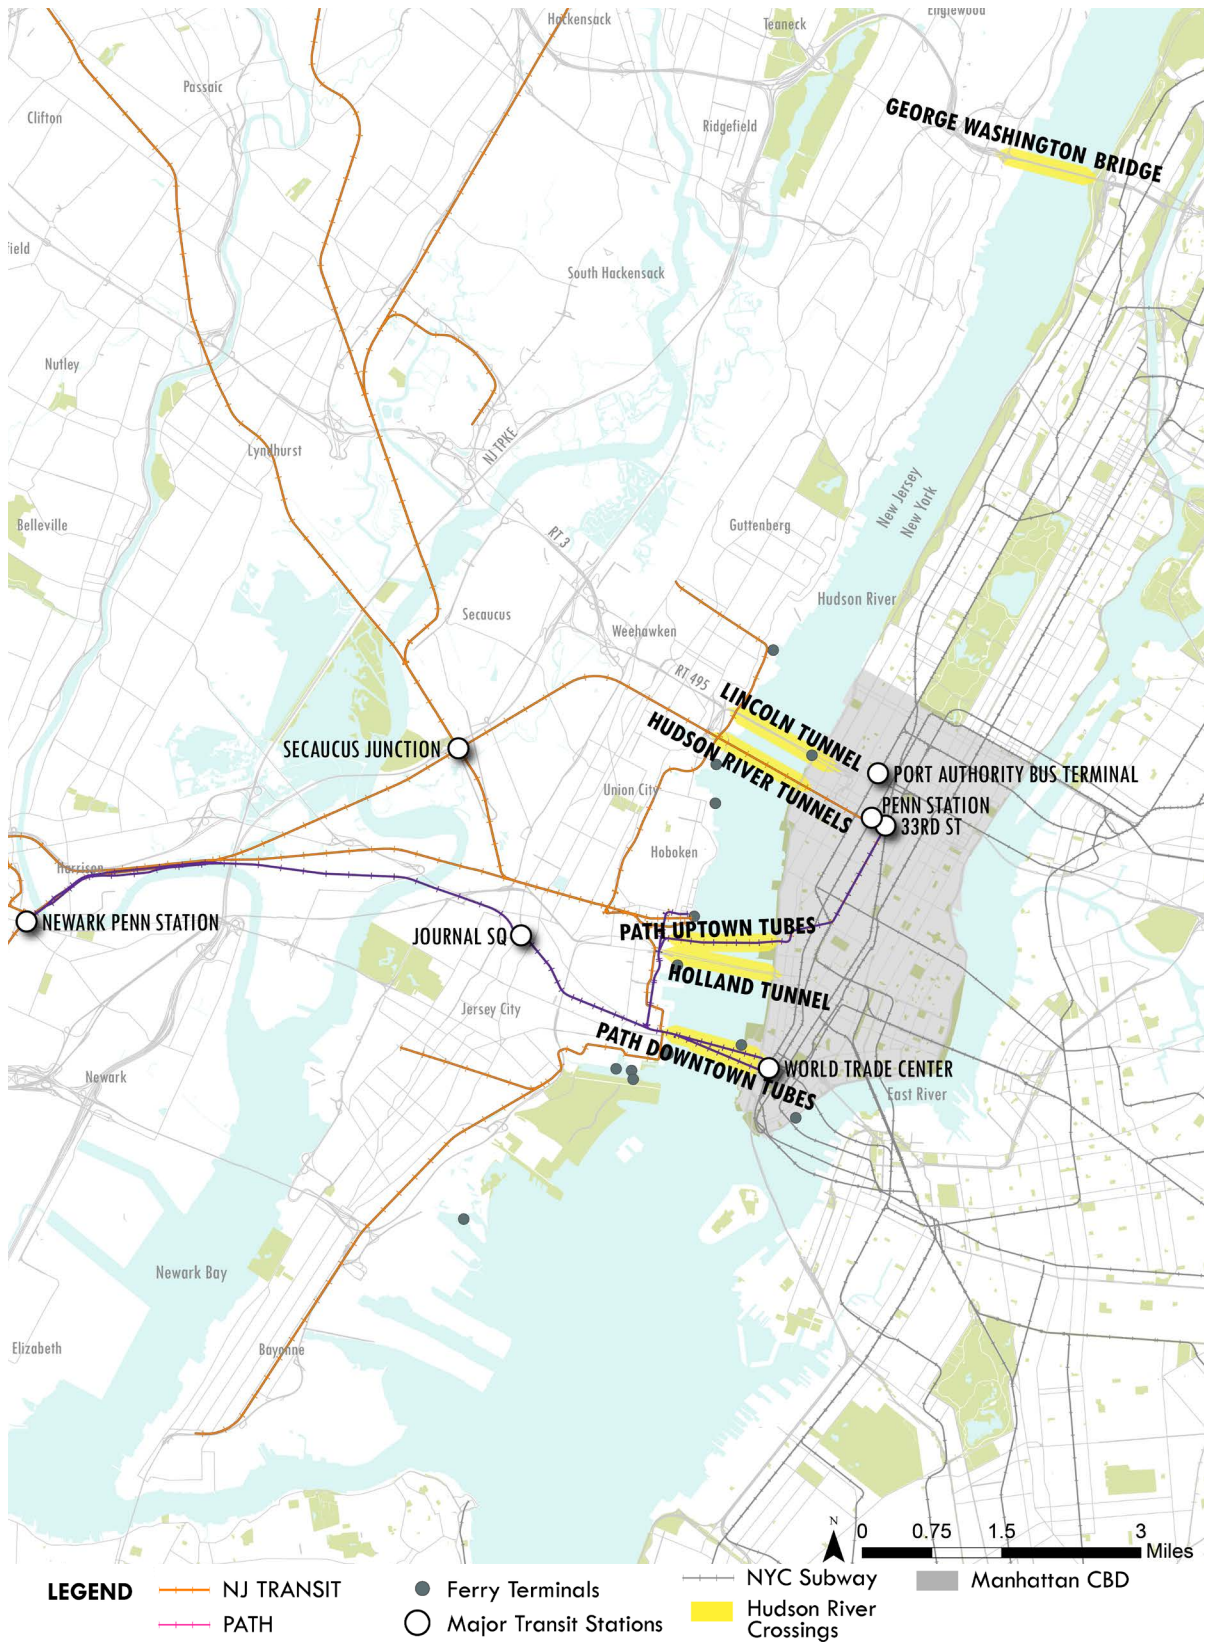 Hackensack
Teaneck
Englewood
Passaic
Clifton
Ridgefield
GEORGE WASHINGTON BRIDGE
field
South Hackensack
Nutley
Lyndhurst
NJ TPKE
New Jersey
New York
Belleville
Guttenberg
RT 3
Hudson River
Secaucus
Weehawken
RT 495
LINCOLN TUNNEL
HUDSON RIVER TUNNELS
SECAUCUS JUNCTION
PORT AUTHORITY BUS TERMINAL
Union City
PENN STATION
33RD ST
Hoboken
Harrison
NEWARK PENN STATION
PATH UPTOWN TUBES
JOURNAL SQ
HOLLAND TUNNEL
Jersey City
PATH DOWNTOWN TUBES
WORLD TRADE CENTER
Newark
East River
Newark Bay
Elizabeth
Bayonne
N
0 0.75 1.5 3
Miles
LEGEND
NJ TRANSIT
PATH
Ferry Terminals
Major Transit Stations
NYC Subway
Hudson River
Crossings
Manhattan CBD